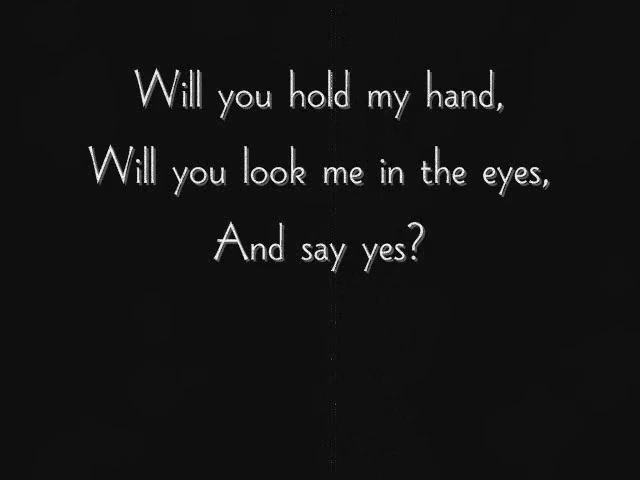 Will you hold my hand,
Will you look me in the eyes,
And say yes?